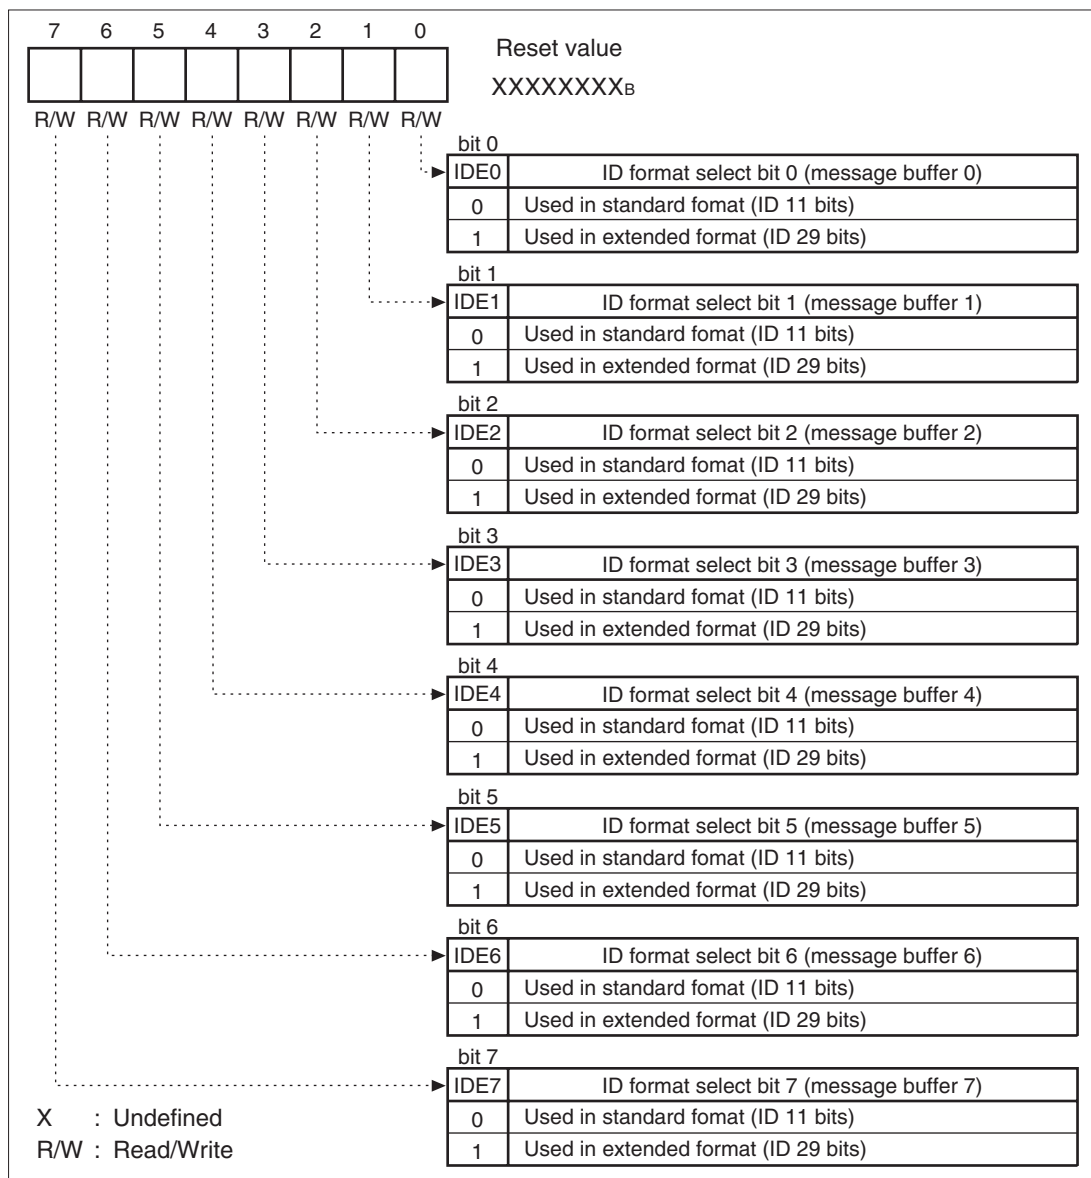 7 6 5 4 3 2 1 0
Reset value
XXXXXXXXB
R/W R/W R/W R/W R/W R/W R/W R/W
bit 0
IDE0 ID format select bit 0 (message buffer 0)
0 Used in standard fomat (ID 11 bits)
1 Used in extended format (ID 29 bits)
bit 1
IDE1 ID format select bit 1 (message buffer 1)
0 Used in standard fomat (ID 11 bits)
1 Used in extended format (ID 29 bits)
bit 2
IDE2 ID format select bit 2 (message buffer 2)
0 Used in standard fomat (ID 11 bits)
1 Used in extended format (ID 29 bits)
bit 3
IDE3 ID format select bit 3 (message buffer 3)
0 Used in standard fomat (ID 11 bits)
1 Used in extended format (ID 29 bits)
bit 4
IDE4 ID format select bit 4 (message buffer 4)
0 Used in standard fomat (ID 11 bits)
1 Used in extended format (ID 29 bits)
bit 5
IDE5 ID format select bit 5 (message buffer 5)
0 Used in standard fomat (ID 11 bits)
1 Used in extended format (ID 29 bits)
bit 6
IDE6 ID format select bit 6 (message buffer 6)
0 Used in standard fomat (ID 11 bits)
1 Used in extended format (ID 29 bits)
bit 7
IDE7 ID format select bit 7 (message buffer 7)
0 Used in standard fomat (ID 11 bits)
1 Used in extended format (ID 29 bits)
X : Undefined
R/W : Read/Write